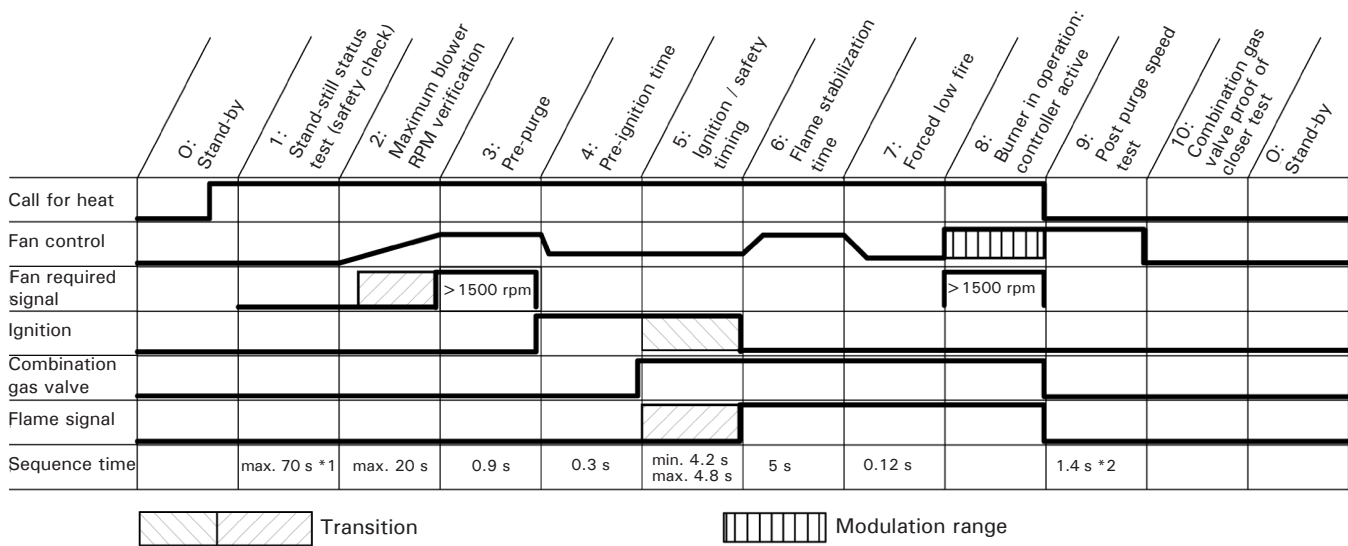 0:
Stand-by
1:
Stand-still status
test (safety check)
2:
Maximum blower
RPM verification
3:
Pre-purge
4:
Pre-ignition time
5:
Ignition / safety
timing
6:
Flame stabilization
time
7:
Forced low fire
8:
Burner in operation:
controller active
9:
Post purge speed
test
10:
Combination gas
valve proof of
closer test
0:
Stand-by
Call for heat
Fan control
Fan required
signal
>1500 rpm
>1500 rpm
Ignition
Combination
gas valve
Flame signal
Sequence time
max. 70 s *1
max. 20 s
0.9 s
0.3 s
min. 4.2 s
max. 4.8 s
5 s
0.12 s
1.4 s *2
Transition
Modulation range